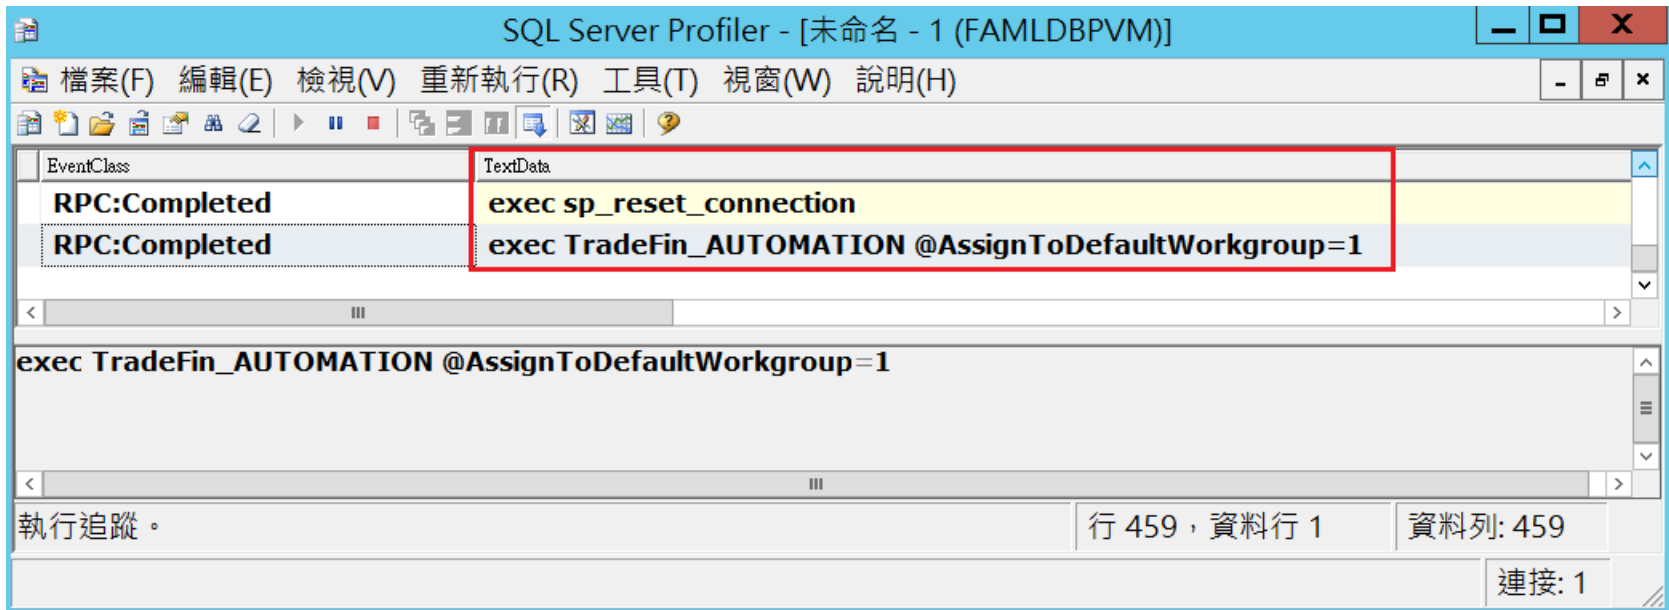 SQL Server Profiler - [未命名 - 1 (FAMLDBPVM)]
檔案(F) 編輯(E) 檢視(V) 重新執行(R) 工具(T) 視窗(W) 說明(H)
EventClass TextData
RPC:Completed exec sp_reset_connection
RPC:Completed exec TradeFin_AUTOMATION @AssignToDefaultWorkgroup=1
exec TradeFin_AUTOMATION @AssignToDefaultWorkgroup=1
執行追蹤。 行 459，資料行 1 資料列: 459
連接: 1